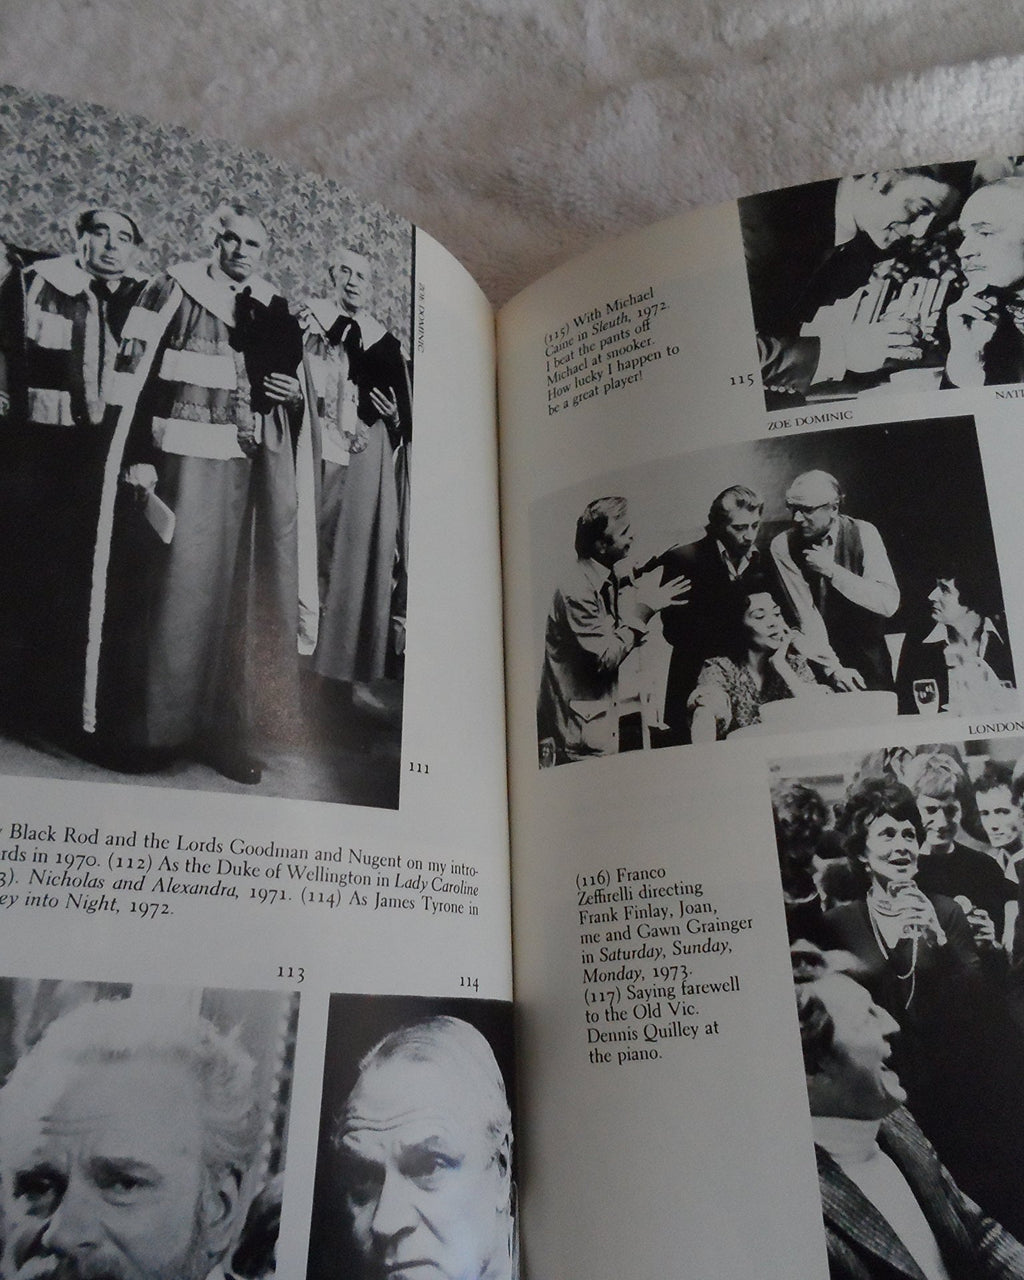 ZOE DOMINIC
111
Black Rod and the Lords Goodman and Nugent on my intro-
rds in 1970. (112) As the Duke of Wellington in Lady Caroline
3). Nicholas and Alexandra, 1971. (114) As James Tyrone in
ey into Night, 1972.
113
114
(115) With Michael
Caine in Sleuth, 1972.
I beat the pants off
Michael at snooker.
How lucky I happen to
be a great player!
115
NATI
ZOE DOMINIC
LONDON
(116) Franco
Zeffirelli directing
Frank Finlay, Joan,
me and Gawn Grainger
in Saturday, Sunday,
Monday, 1973.
(117) Saying farewell
to the Old Vic.
Dennis Quilley at
the piano.